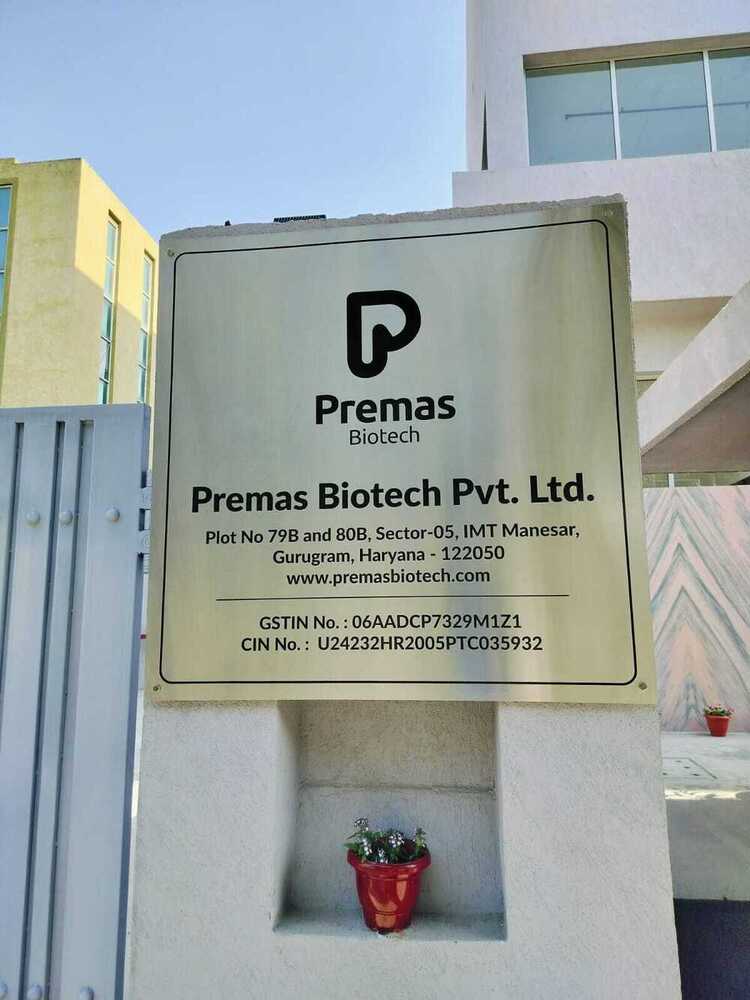 Premas
Biotech
Premas Biotech Pvt. Ltd.
Plot No 79B and 80B, Sector-05, IMT Manesar,
Gurugram, Haryana - 122050
www.premasbiotech.com
GSTIN No. : 06AADCP7329M1Z1
CIN No. : U24232HR2005PTC035932